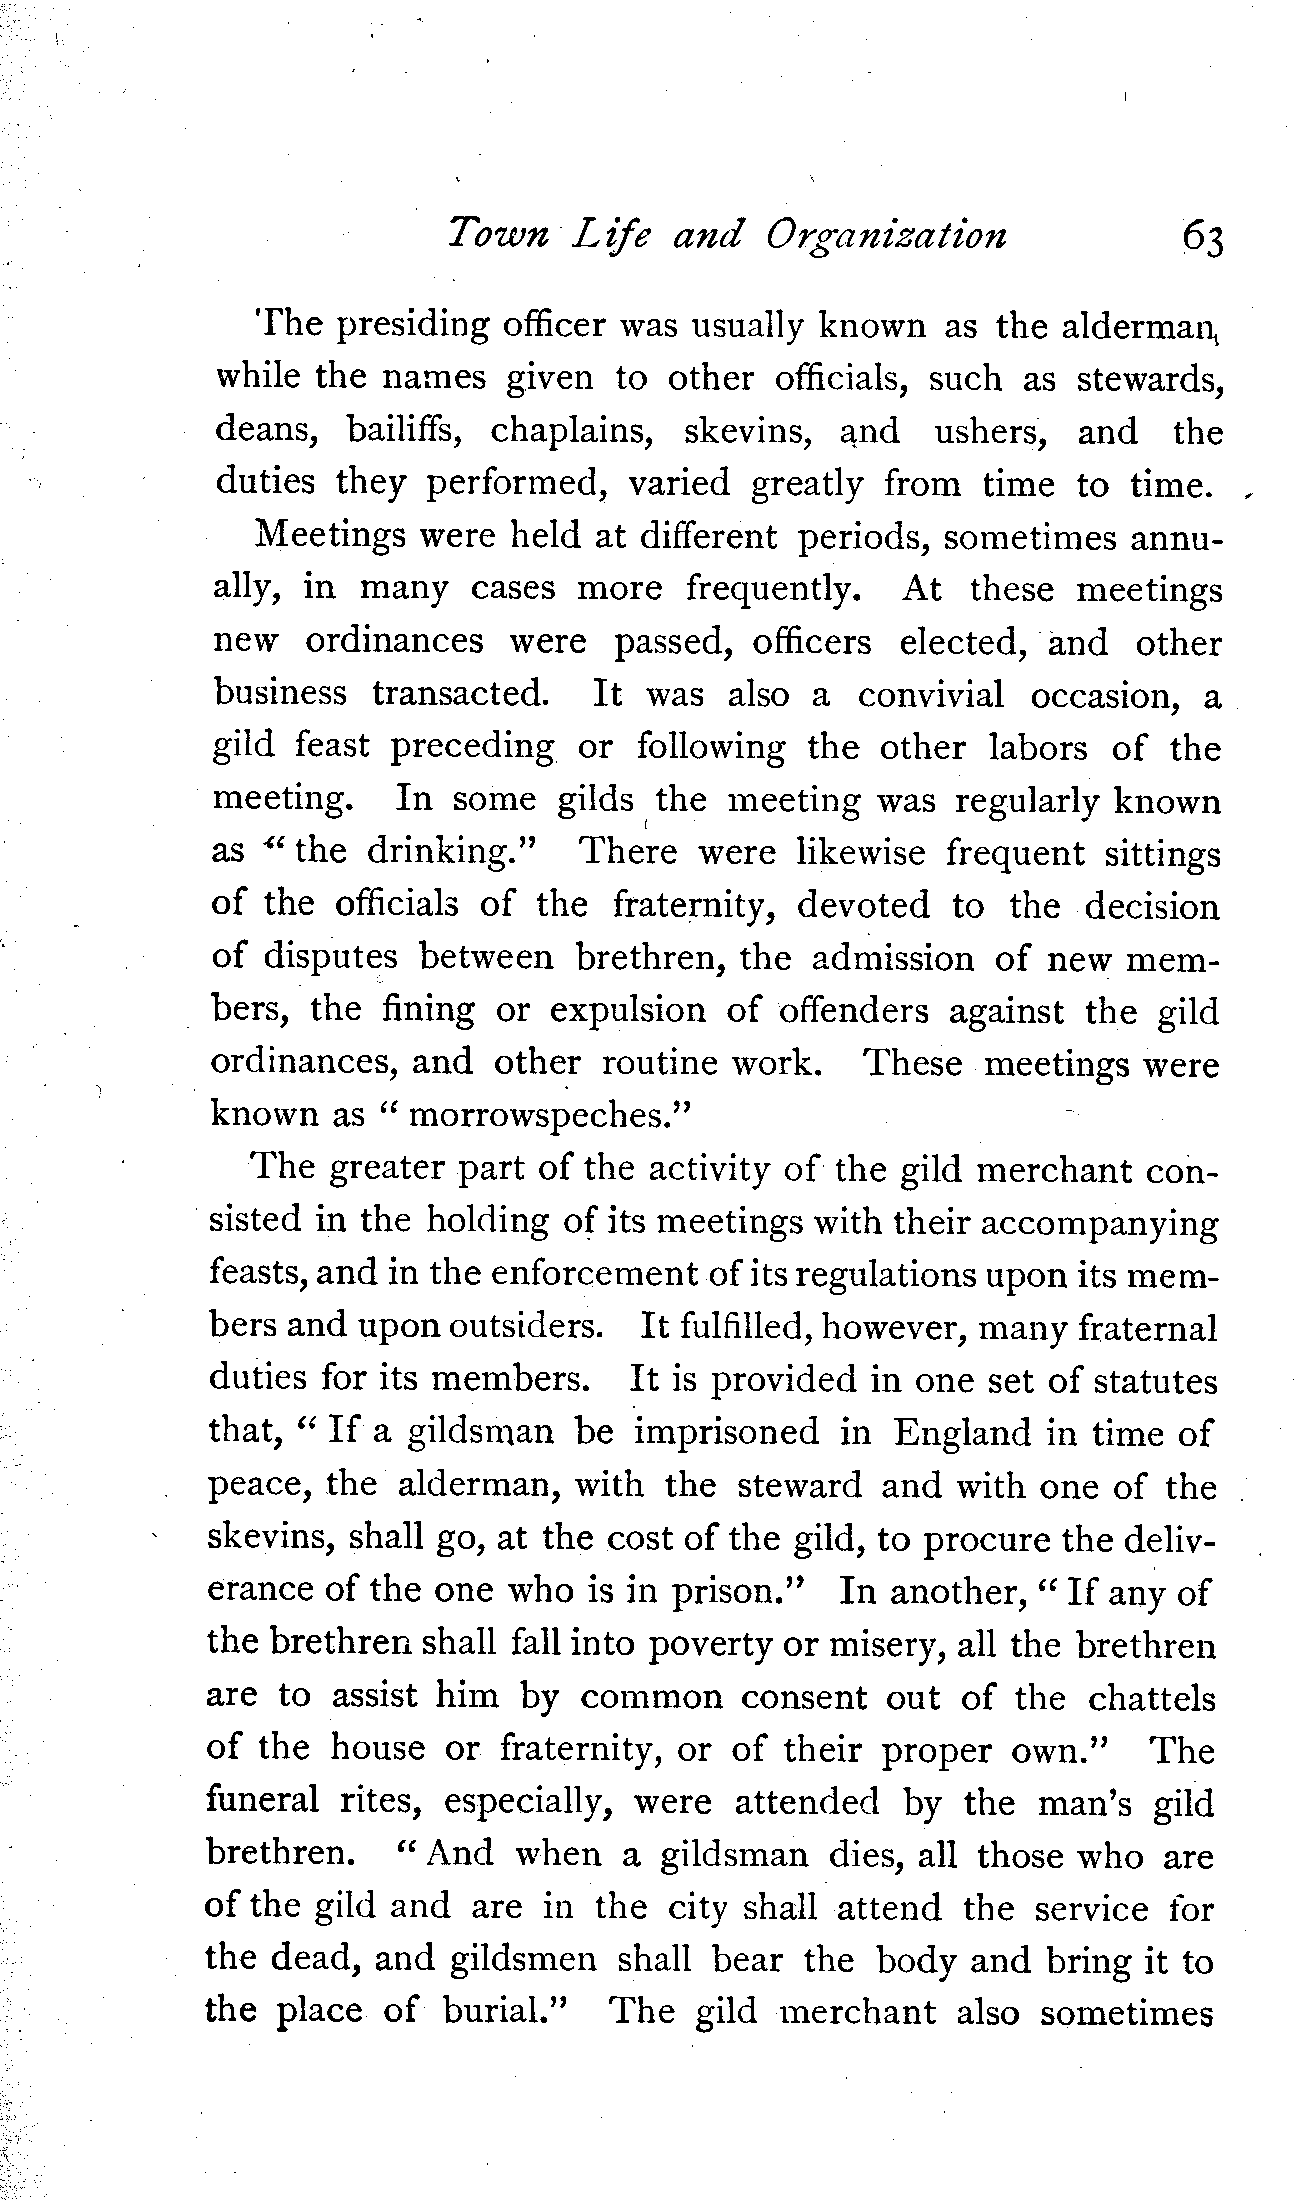 Town Life and Organization 63
The presiding officer was usually known as the alderman,
while the names given to other officials, such as stewards,
deans, bailiffs, chaplains, skevins, and ushers, and the
duties they performed, varied greatly from time to time.
Meetings were held at different periods, sometimes annu-
ally, in many cases more frequently. At these meetings
new ordinances were passed, officers elected, and other
business transacted. It was also a convivial occasion, a
gild feast preceding or following the other labors of the
meeting. In some gilds the meeting was regularly known
as "the drinking." There were likewise frequent sittings
of the officials of the fraternity, devoted to the decision
of disputes between brethren, the admission of new mem-
bers, the fining or expulsion of offenders against the gild
ordinances, and other routine work. These meetings were
known as "morrowspeches."
The greater part of the activity of the gild merchant con-
sisted in the holding of its meetings with their accompanying
feasts, and in the enforcement of its regulations upon its mem-
bers and upon outsiders. It fulfilled, however, many fraternal
duties for its members. It is provided in one set of statutes
that, "If a gildsman be imprisoned in England in time of
peace, the alderman, with the steward and with one of the
skevins, shall go, at the cost of the gild, to procure the deliv-
erance of the one who is in prison." In another, "If any of
the brethren shall fall into poverty or misery, all the brethren
are to assist him by common consent out of the chattels
of the house or fraternity, or of their proper own." The
funeral rites, especially, were attended by the man's gild
brethren. "And when a gildsman dies, all those who are
of the gild and are in the city shall attend the service for
the dead, and gildsmen shall bear the body and bring it to
the place of burial." The gild merchant also sometimes